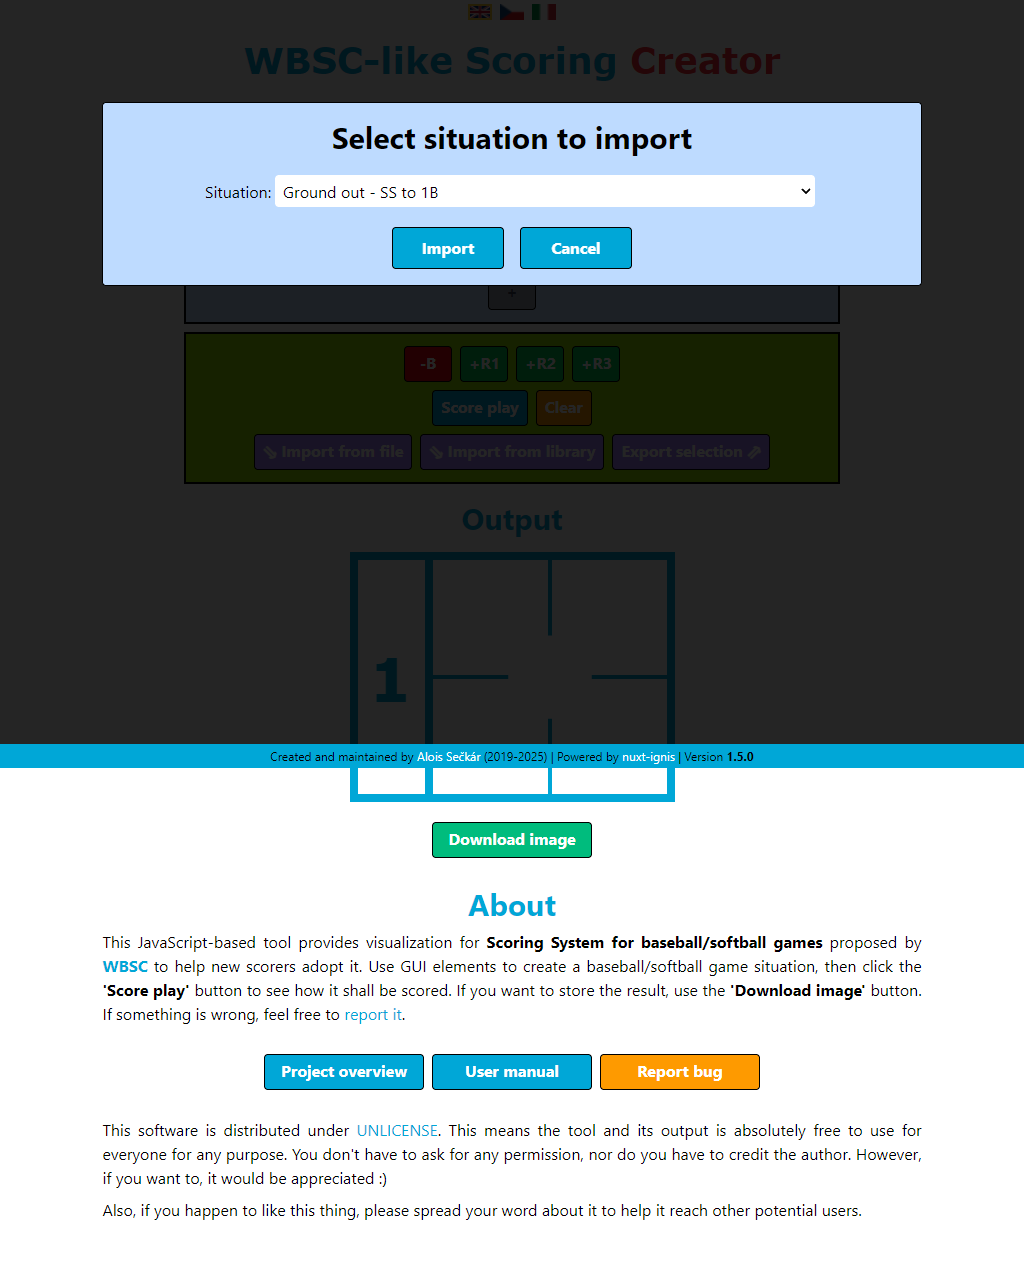 WBSC-like Scoring Creator
Select situation to import
Situation: Ground out - SS to 1B
Import Cancel
+
-B +R1 +R2 +R3
Score play Clear
⇘ Import from file ⇘ Import from library Export selection ⇗
Output
1
Created and maintained by Alois Sečkár (2019-2025) | Powered by nuxt-ignis | Version 1.5.0
Download image
About
This JavaScript-based tool provides visualization for Scoring System for baseball/softball games proposed by
WBSC to help new scorers adopt it. Use GUI elements to create a baseball/softball game situation, then click the
'Score play' button to see how it shall be scored. If you want to store the result, use the 'Download image' button.
If something is wrong, feel free to report it.
Project overview User manual Report bug
This software is distributed under UNLICENSE. This means the tool and its output is absolutely free to use for
everyone for any purpose. You don't have to ask for any permission, nor do you have to credit the author. However,
if you want to, it would be appreciated :)
Also, if you happen to like this thing, please spread your word about it to help it reach other potential users.